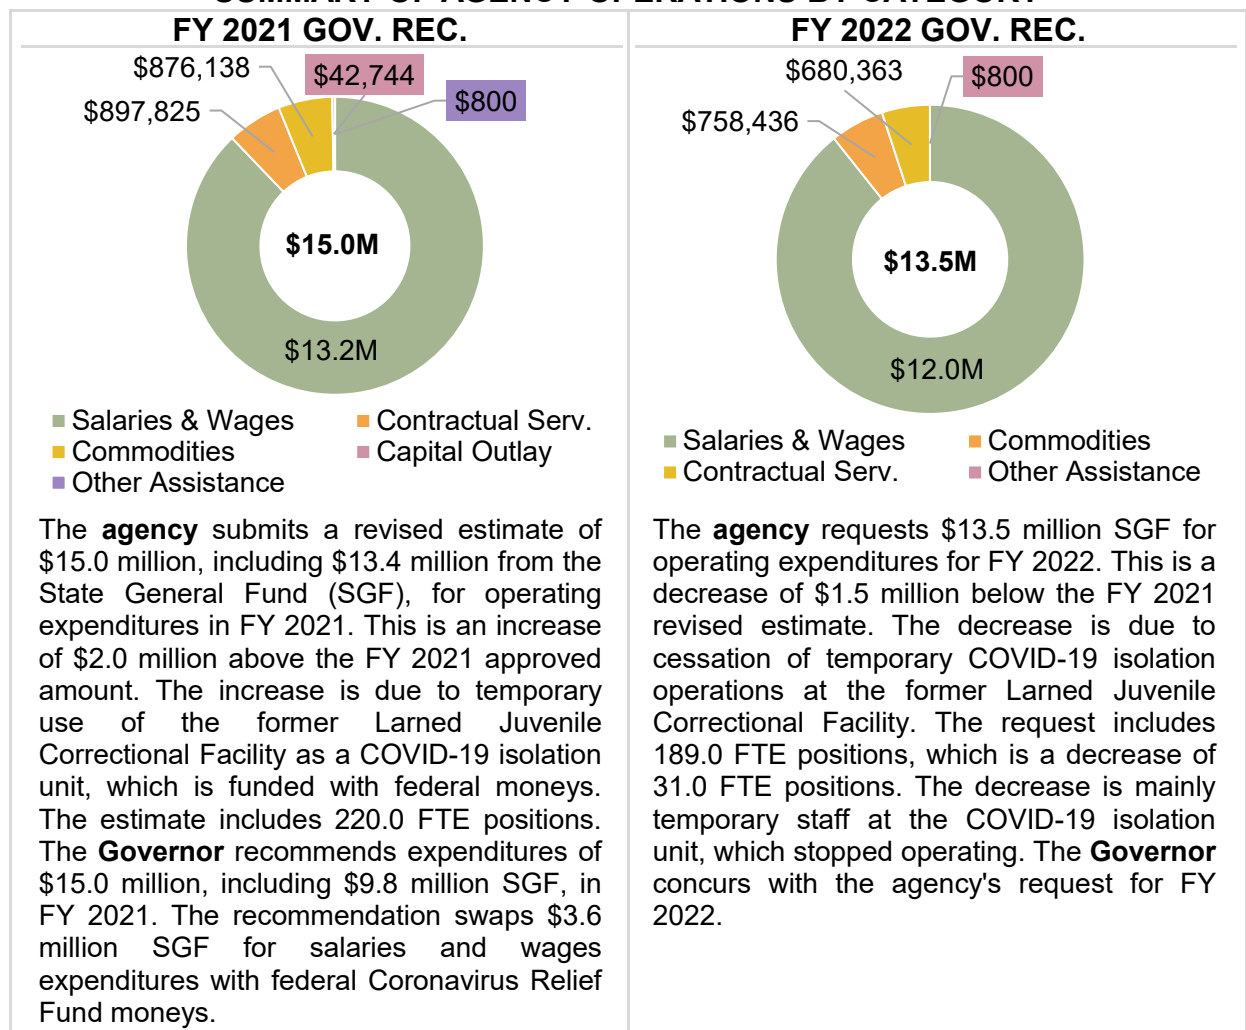 SUMMARY OF AGENCY OPERATIONS BY CATEGORY
FY 2021 GOV. REC.
$876,138
$42,744
$800
$897,825
$15.0M
$13.2M
Salaries & Wages
Contractual Serv.
Commodities
Capital Outlay
Other Assistance
The agency submits a revised estimate of
$15.0 million, including $13.4 million from the
State General Fund (SGF), for operating
expenditures in FY 2021. This is an increase
of $2.0 million above the FY 2021 approved
amount. The increase is due to temporary
use of the former Larned Juvenile
Correctional Facility as a COVID-19 isolation
unit, which is funded with federal moneys.
The estimate includes 220.0 FTE positions.
The Governor recommends expenditures of
$15.0 million, including $9.8 million SGF, in
FY 2021. The recommendation swaps $3.6
million SGF for salaries and wages
expenditures with federal Coronavirus Relief
Fund moneys.
FY 2022 GOV. REC.
$680,363
$800
$758,436
$13.5M
$12.0M
Salaries & Wages
Commodities
Contractual Serv.
Other Assistance
The agency requests $13.5 million SGF for
operating expenditures for FY 2022. This is a
decrease of $1.5 million below the FY 2021
revised estimate. The decrease is due to
cessation of temporary COVID-19 isolation
operations at the former Larned Juvenile
Correctional Facility. The request includes
189.0 FTE positions, which is a decrease of
31.0 FTE positions. The decrease is mainly
temporary staff at the COVID-19 isolation
unit, which stopped operating. The Governor
concurs with the agency's request for FY
2022.